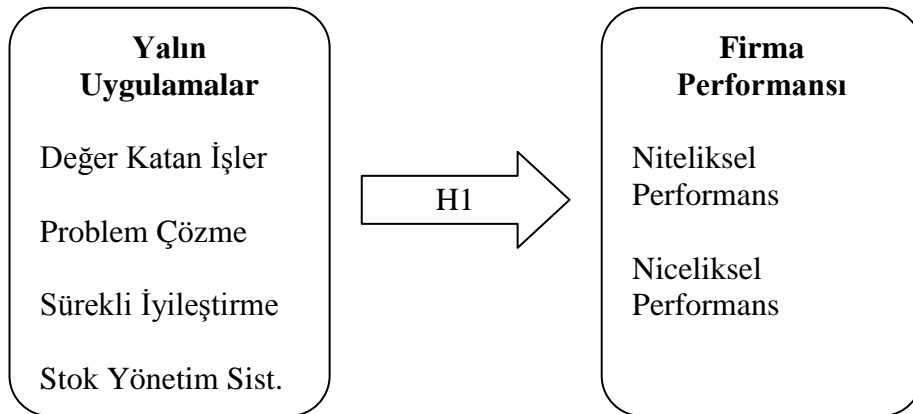 Yalın
Uygulamalar
Değer Katan İşler
Problem Çözme
Sürekli İyileştirme
Stok Yönetim Sist.
H1
Firma
Performansı
Niteliksel
Performans
Niceliksel
Performans